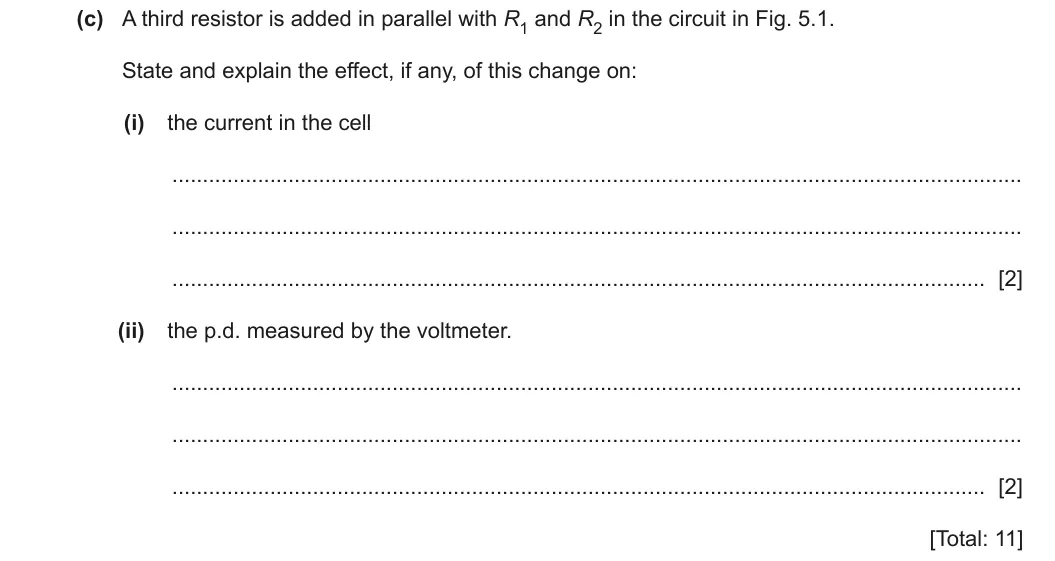 (c) A third resistor is added in parallel with R1 and R2 in the circuit in Fig. 5.1.
State and explain the effect, if any, of this change on:
(i) the current in the cell
..........................................................................................................................................
..........................................................................................................................................
.................................................................................................................................... [2]
(ii) the p.d. measured by the voltmeter.
..........................................................................................................................................
..........................................................................................................................................
.................................................................................................................................... [2]
[Total: 11]